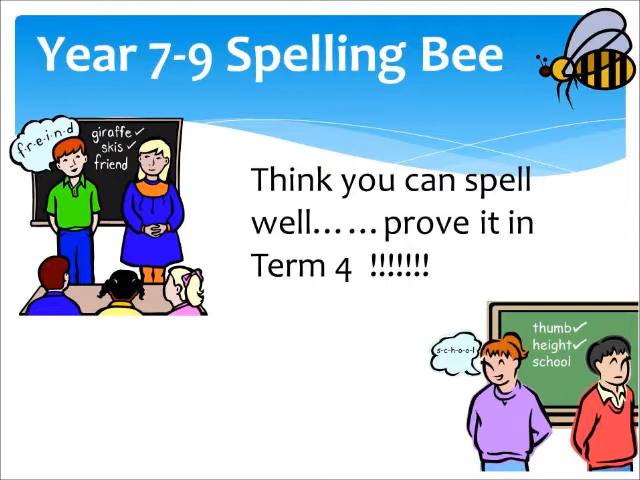 Year 7-9 Spelling Bee
f-r-e-i-n-d
giraffe✓
skis✓
friend
Think you can spell
well……prove it in
Term 4 !!!!!!!
s-c-h-o-o-l
thumb✓
height✓
school